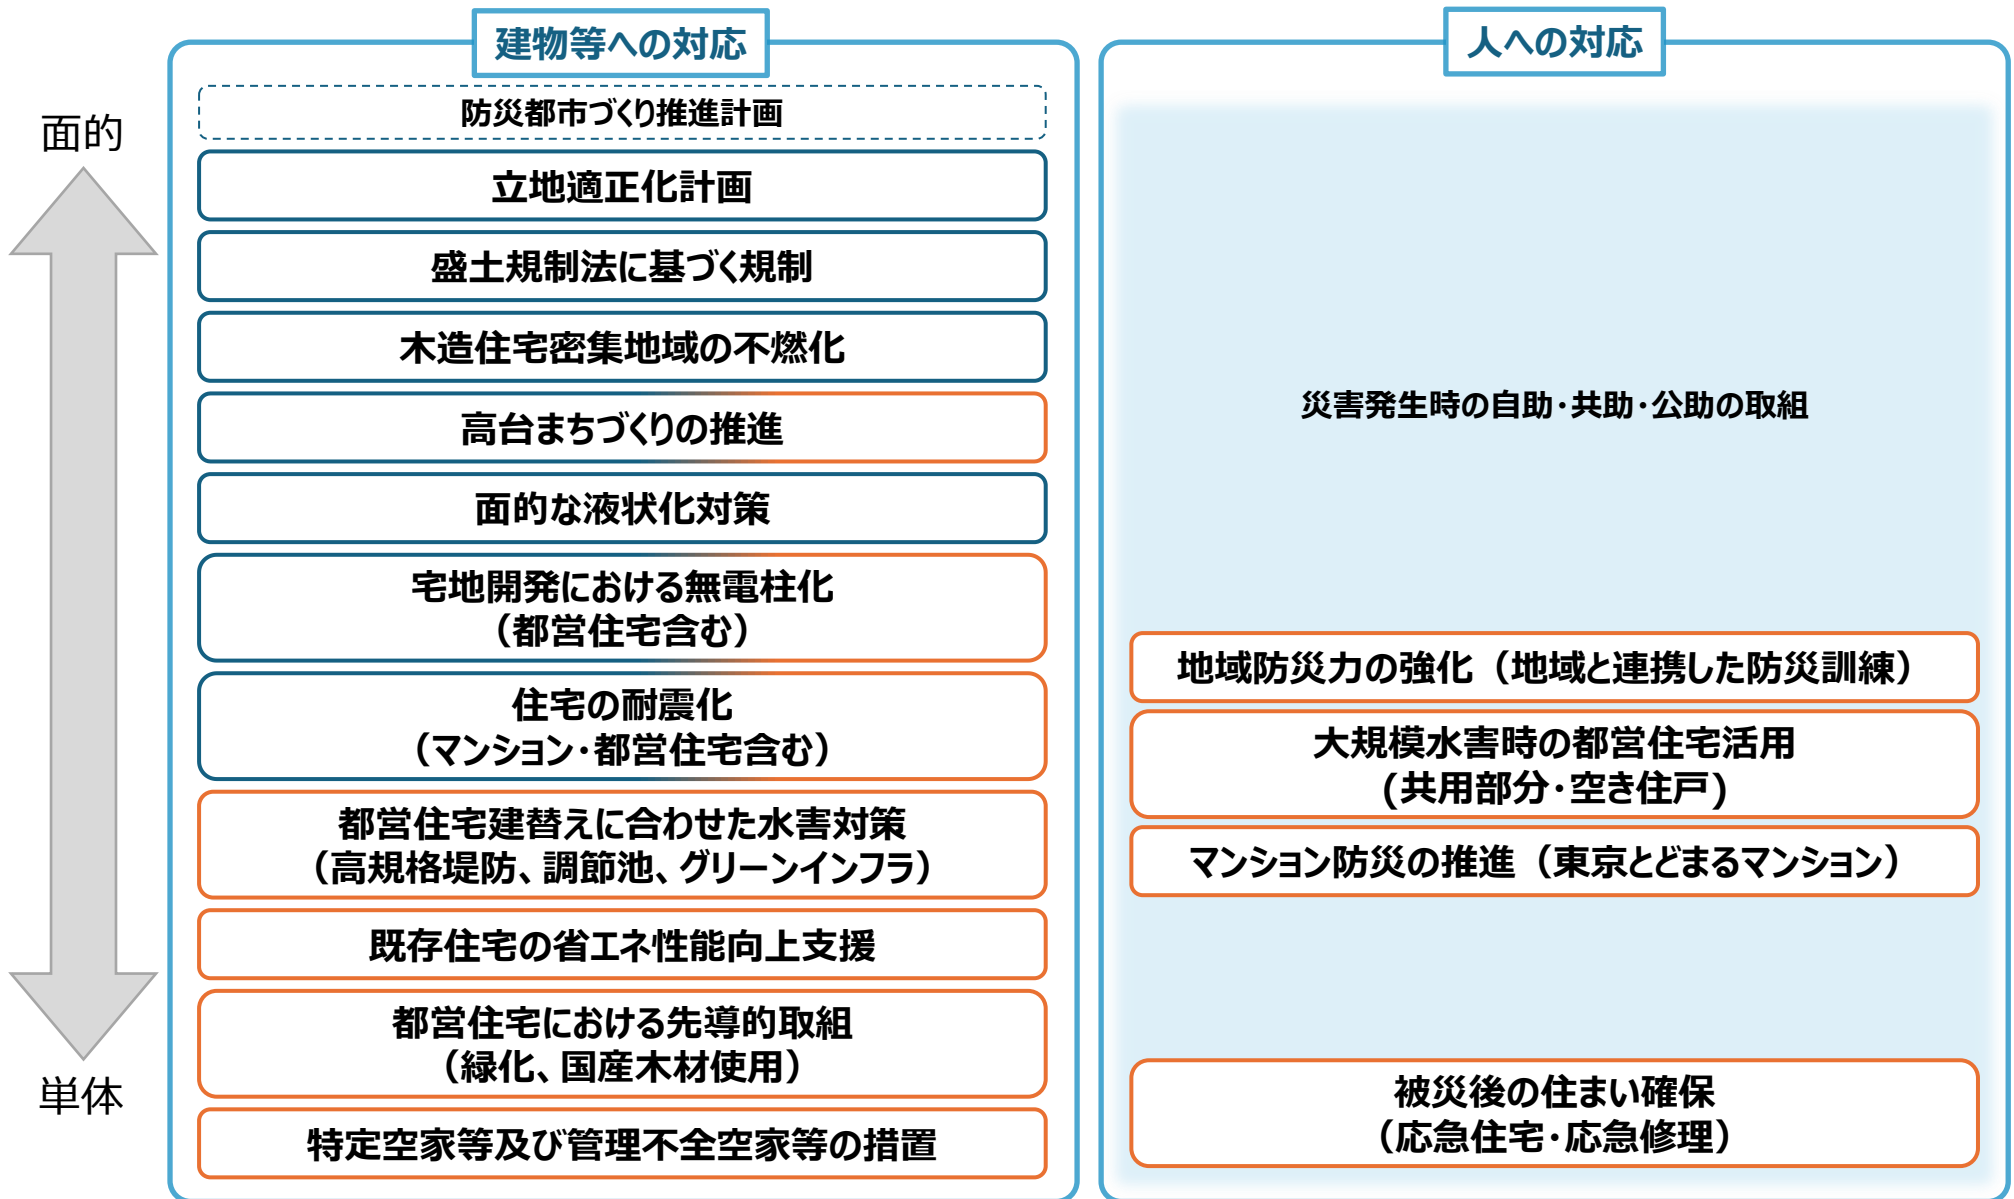 建物等への対応
人への対応
面的
単体
防災都市づくり推進計画
立地適正化計画
盛土規制法に基づく規制
木造住宅密集地域の不燃化
高台まちづくりの推進
面的な液状化対策
宅地開発における無電柱化
（都営住宅含む）
住宅の耐震化
（マンション・都営住宅含む）
都営住宅建替えに合わせた水害対策
（高規格堤防、調節池、グリーンインフラ）
既存住宅の省エネ性能向上支援
都営住宅における先導的取組
（緑化、国産木材使用）
特定空家等及び管理不全空家等の措置
災害発生時の自助・共助・公助の取組
地域防災力の強化（地域と連携した防災訓練）
大規模水害時の都営住宅活用
(共用部分・空き住戸)
マンション防災の推進（東京とどまるマンション）
被災後の住まい確保
（応急住宅・応急修理）